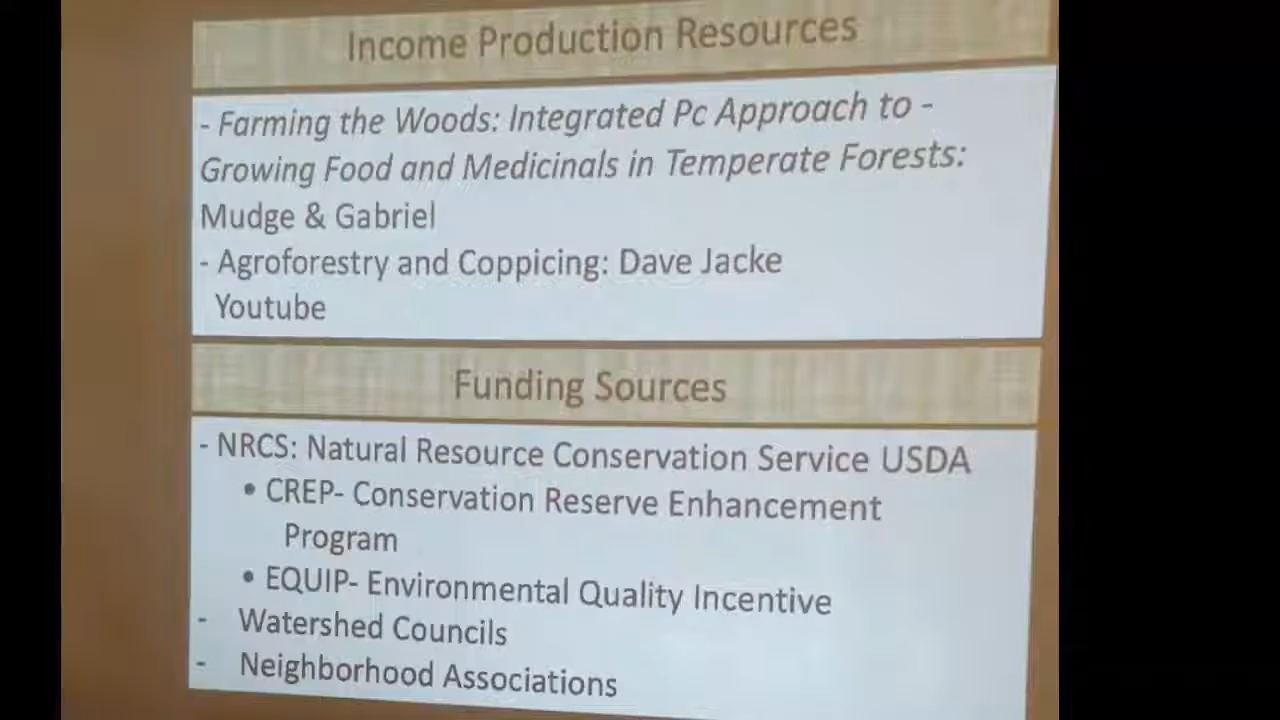 Income Production Resources
- Farming the Woods: Integrated Pc Approach to -
Growing Food and Medicinals in Temperate Forests:
Mudge & Gabriel
- Agroforestry and Coppicing: Dave Jacke
Youtube
Funding Sources
- NRCS: Natural Resource Conservation Service USDA
• CREP- Conservation Reserve Enhancement
Program
• EQUIP- Environmental Quality Incentive
- Watershed Councils
- Neighborhood Associations